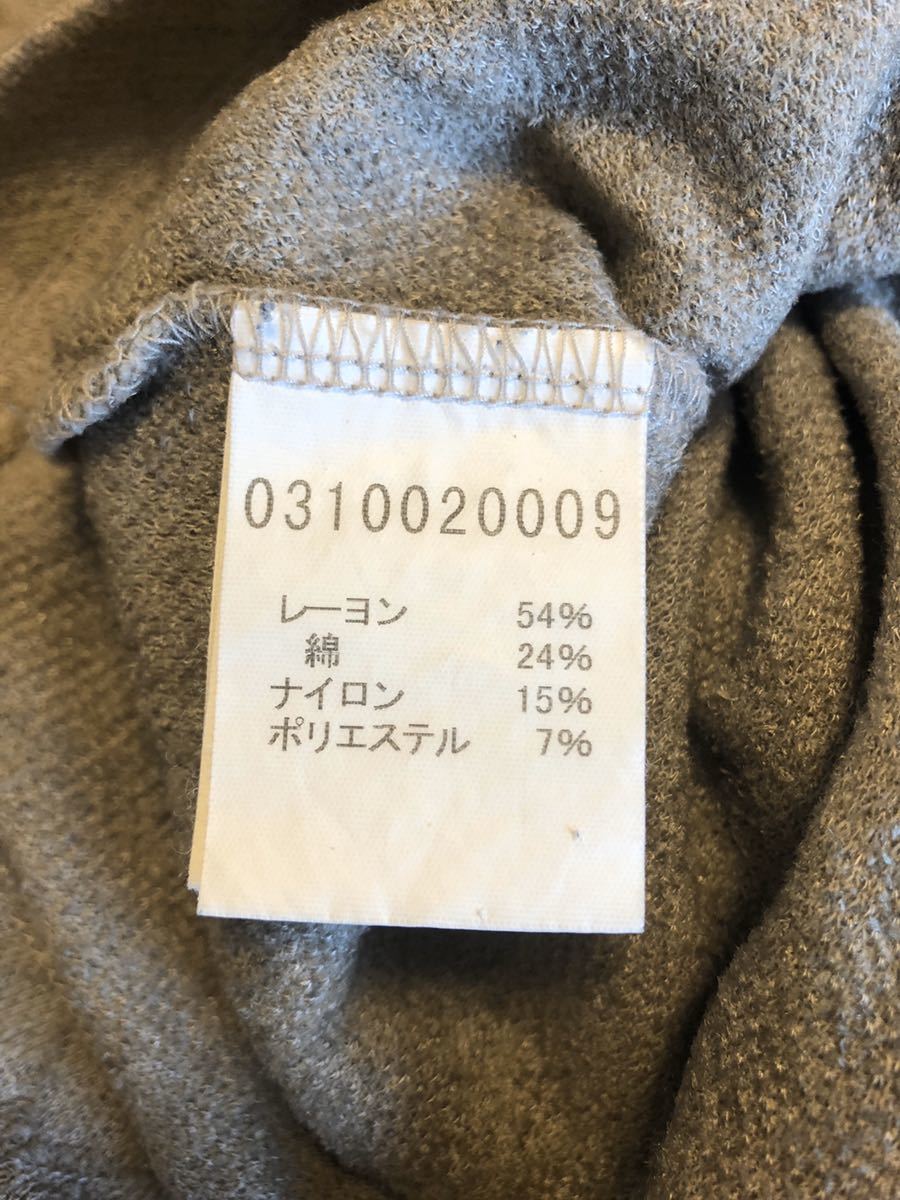 0310020009
レーヨン 54%
綿 24%
ナイロン 15%
ポリエステル 7%